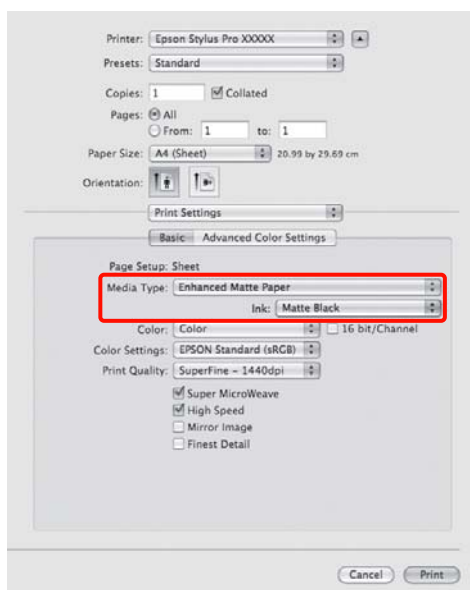 Printer: Epson Stylus Pro XXXXX
Presets: Standard
Copies: 1 Collated
Pages: All
From: 1 to: 1
Paper Size: A4 (Sheet) 20.99 by 29.69 cm
Orientation:
Print Settings
Basic Advanced Color Settings
Page Setup: Sheet
Media Type: Enhanced Matte Paper
Ink: Matte Black
Color: Color 16 bit/Channel
Color Settings: EPSON Standard (sRGB)
Print Quality: SuperFine - 1440dpi
Super MicroWeave
High Speed
Mirror Image
Finest Detail
Cancel Print